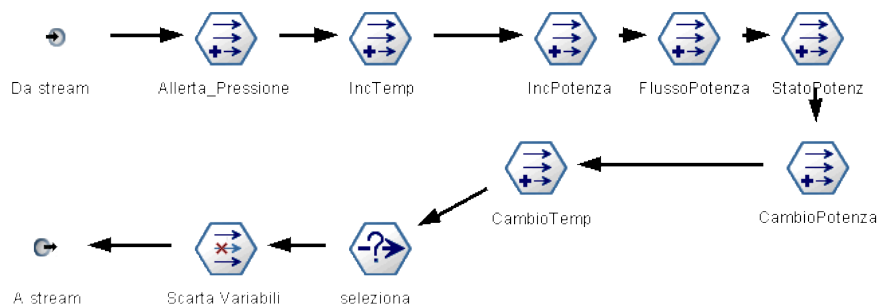 Da stream
Allerta_Pressione
IncTemp
IncPotenza
FlussoPotenza
StatoPotenz
CambioTemp
CambioPotenza
A stream
Scarta Variabili
seleziona